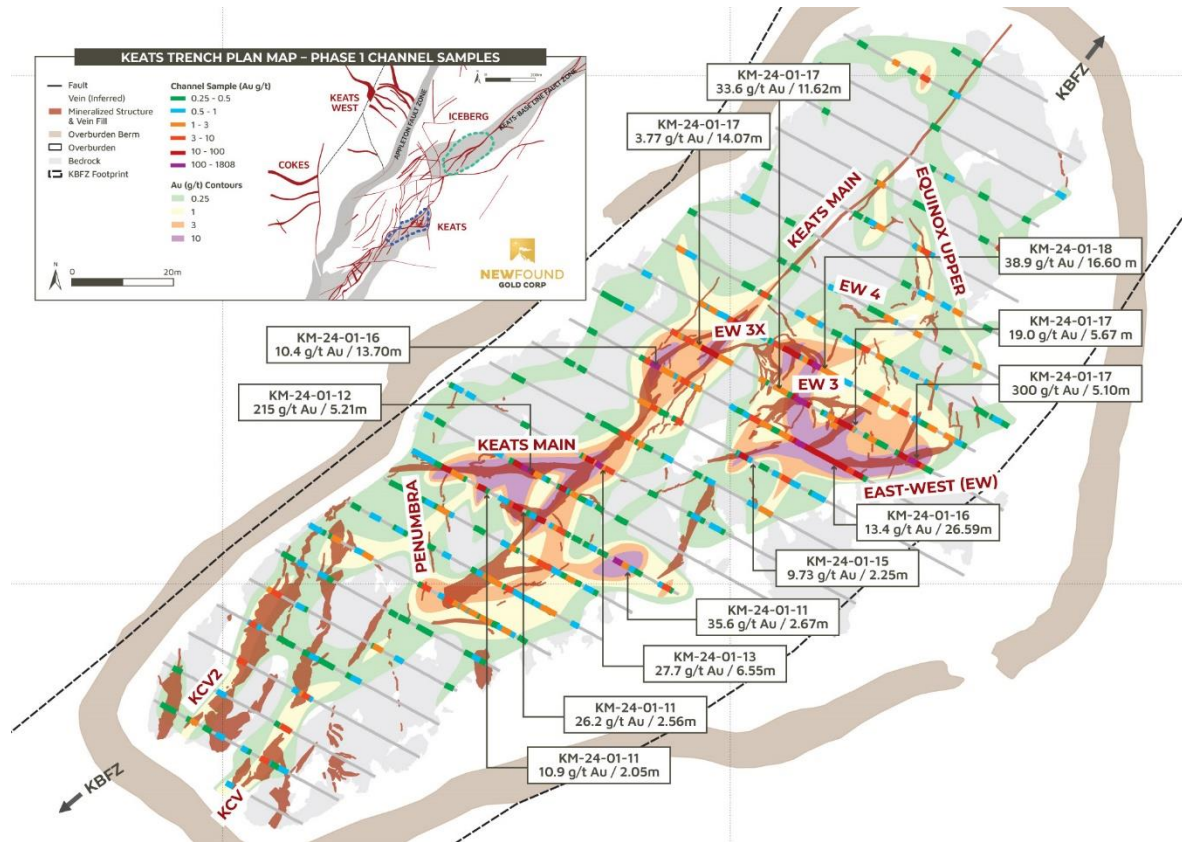 KEATS TRENCH PLAN MAP – PHASE 1 CHANNEL SAMPLES
Fault
Vein (Inferred)
Mineralized Structure
& Vein Fill
Overburden Berm
Overburden
Bedrock
KBFZ Footprint
Channel Sample (Au g/t)
0.25 - 0.5
0.5 - 1
1 - 3
3 - 10
10 - 100
100 - 1808
Au (g/t) Contours
0.25
1
3
10
N
0
20m
KEATS
WEST
COKES
APPLETON FAULT ZONE
ICEBERG
KEATS-BASE LINE FAULT ZONE
KEATS
NEWFOUND
GOLD CORP
KBFZ
KM-24-01-17
33.6 g/t Au / 11.62m
KM-24-01-17
3.77 g/t Au / 14.07m
KEATS MAIN
EQUINOX UPPER
KM-24-01-18
38.9 g/t Au / 16.60 m
EW 4
EW 3X
KM-24-01-17
19.0 g/t Au / 5.67 m
KM-24-01-16
10.4 g/t Au / 13.70m
EW 3
KM-24-01-17
300 g/t Au / 5.10m
KM-24-01-12
215 g/t Au / 5.21m
KEATS MAIN
EAST-WEST (EW)
PENUMBRA
KM-24-01-16
13.4 g/t Au / 26.59m
KM-24-01-15
9.73 g/t Au / 2.25m
KM-24-01-11
35.6 g/t Au / 2.67m
KM-24-01-13
27.7 g/t Au / 6.55m
KCV2
KM-24-01-11
26.2 g/t Au / 2.56m
KM-24-01-11
10.9 g/t Au / 2.05m
KCV
KBFZ